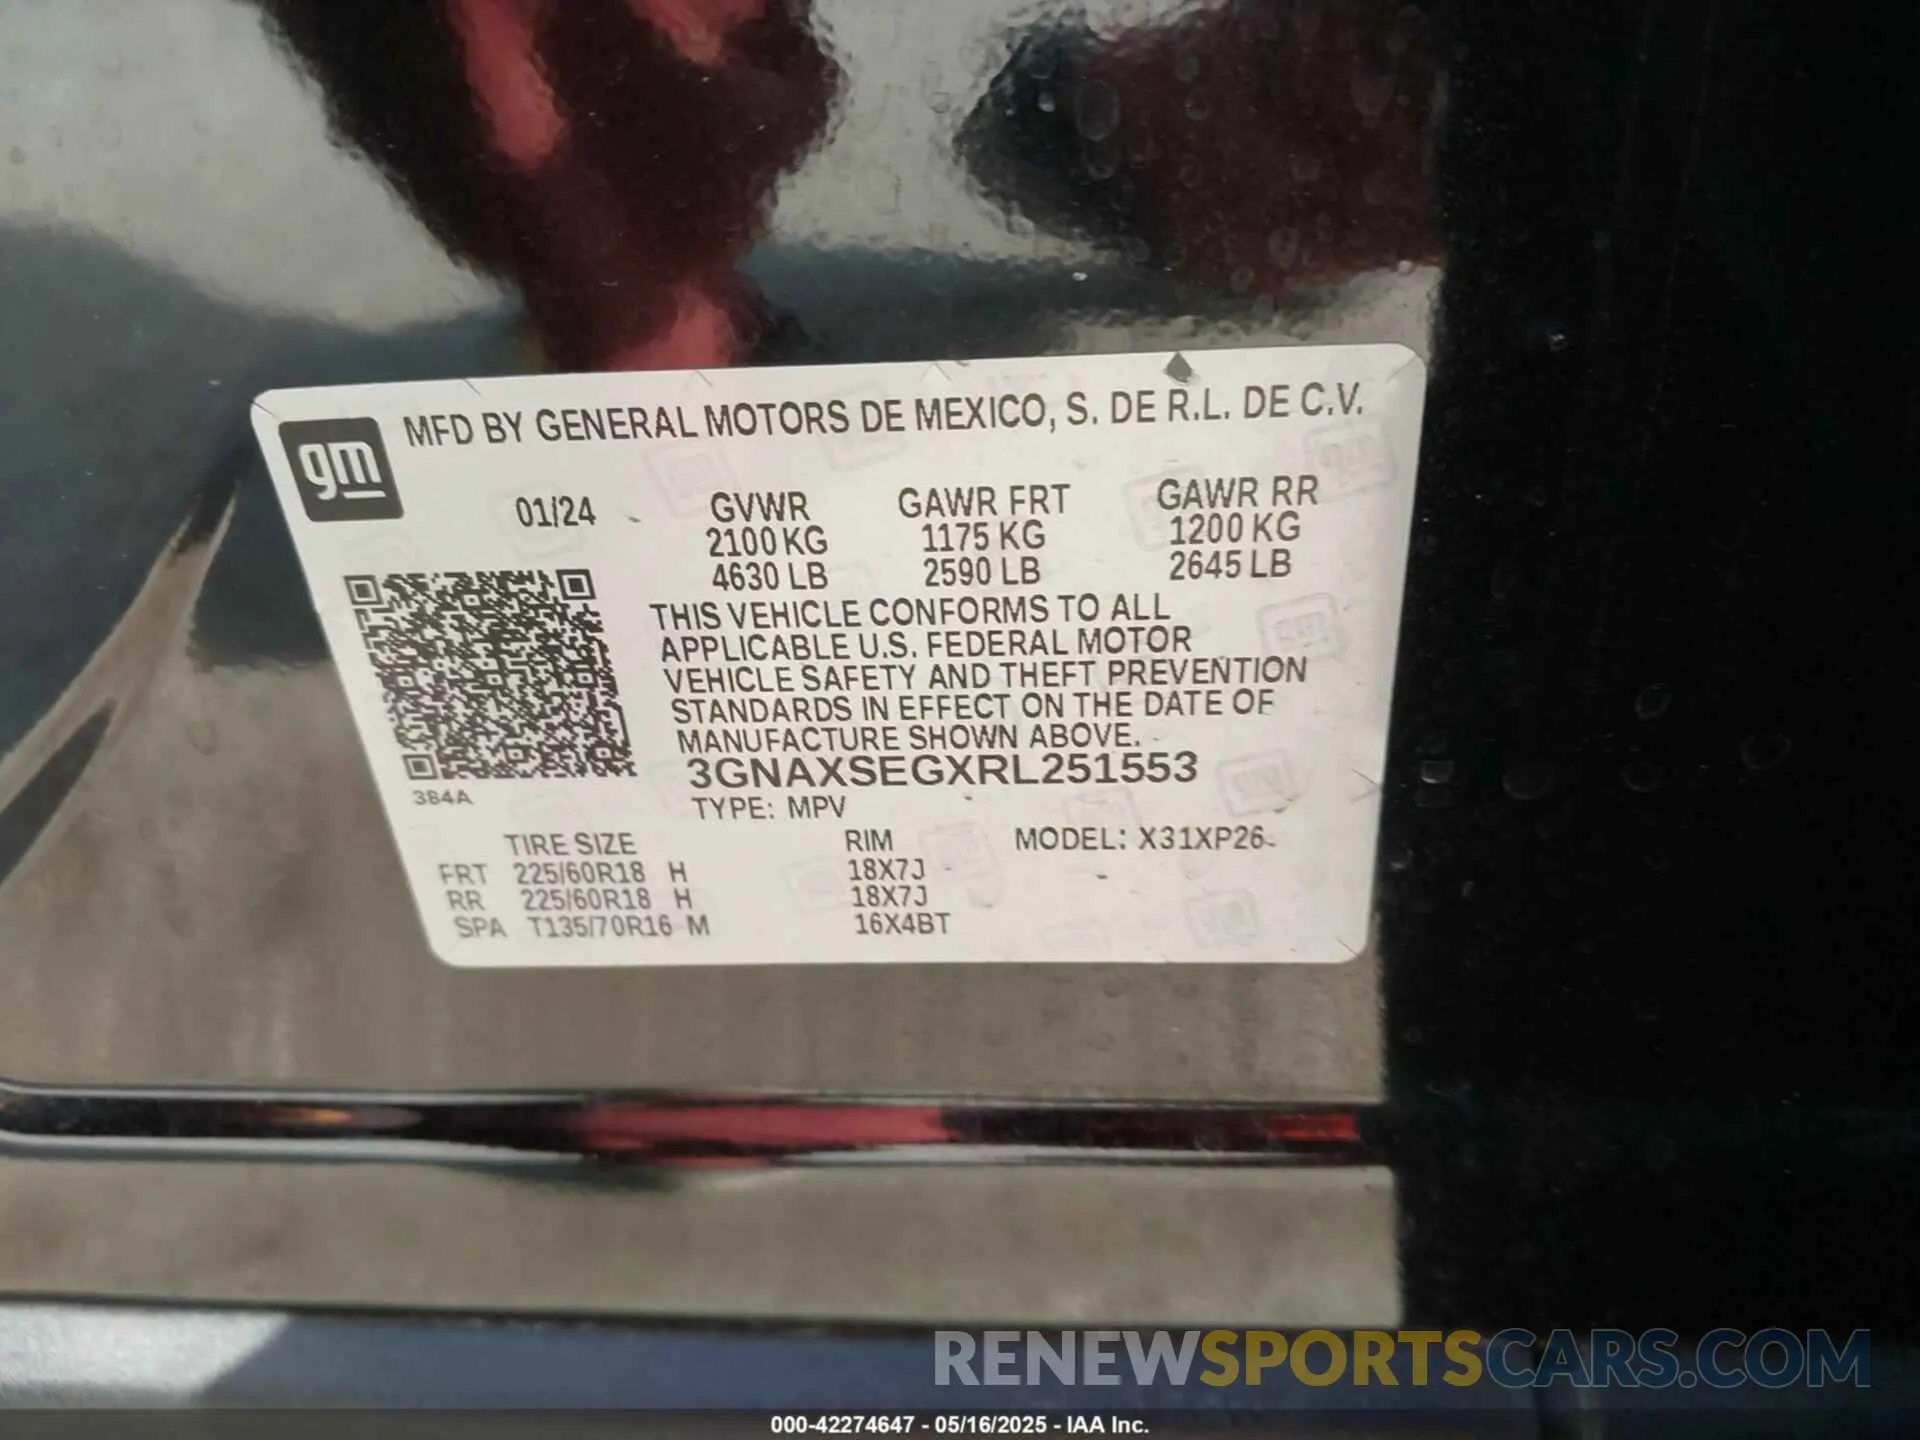 gm
MFD BY GENERAL MOTORS DE MEXICO, S. DE R.L. DE C.V.
01/24 GVWR GAWR FRT GAWR RR
2100 KG 1175 KG 1200 KG
4630 LB 2590 LB 2645 LB
THIS VEHICLE CONFORMS TO ALL
APPLICABLE U.S. FEDERAL MOTOR
VEHICLE SAFETY AND THEFT PREVENTION
STANDARDS IN EFFECT ON THE DATE OF
MANUFACTURE SHOWN ABOVE.
3GNAXSEGXRL251553
384A
TYPE: MPV
TIRE SIZE RIM MODEL: X31XP26
FRT 225/60R18 H 18X7J
RR 225/60R18 H 18X7J
SPA T135/70R16 M 16X4BT
RENEWSPORTSCARS.COM
000-42274647 - 05/16/2025 - IAA Inc.